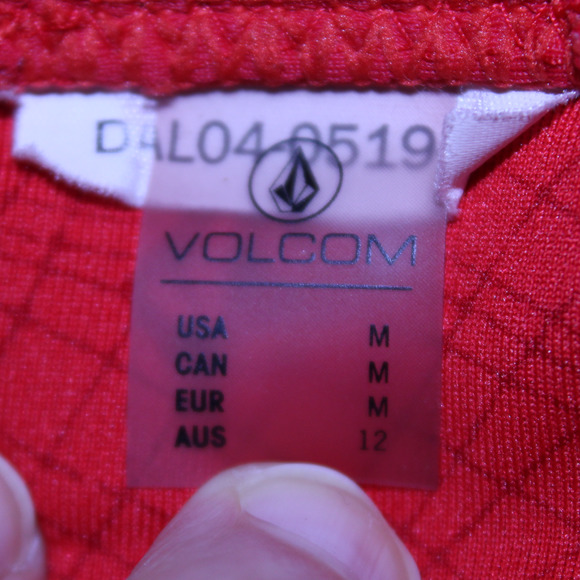 DAL04 0519
VOLCOM
USA M
CAN M
EUR M
AUS 12